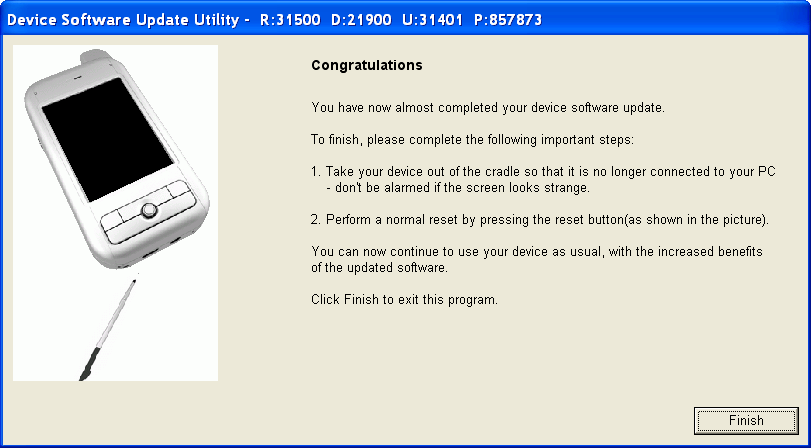 Device Software Update Utility -  R:31500  D:21900  U:31401  P:857873
Congratulations
You have now almost completed your device software update.
To finish, please complete the following important steps:
1. Take your device out of the cradle so that it is no longer connected to your PC
- don't be alarmed if the screen looks strange.
2. Perform a normal reset by pressing the reset button(as shown in the picture).
You can now continue to use your device as usual, with the increased benefits
of the updated software.
Click Finish to exit this program.
Finish